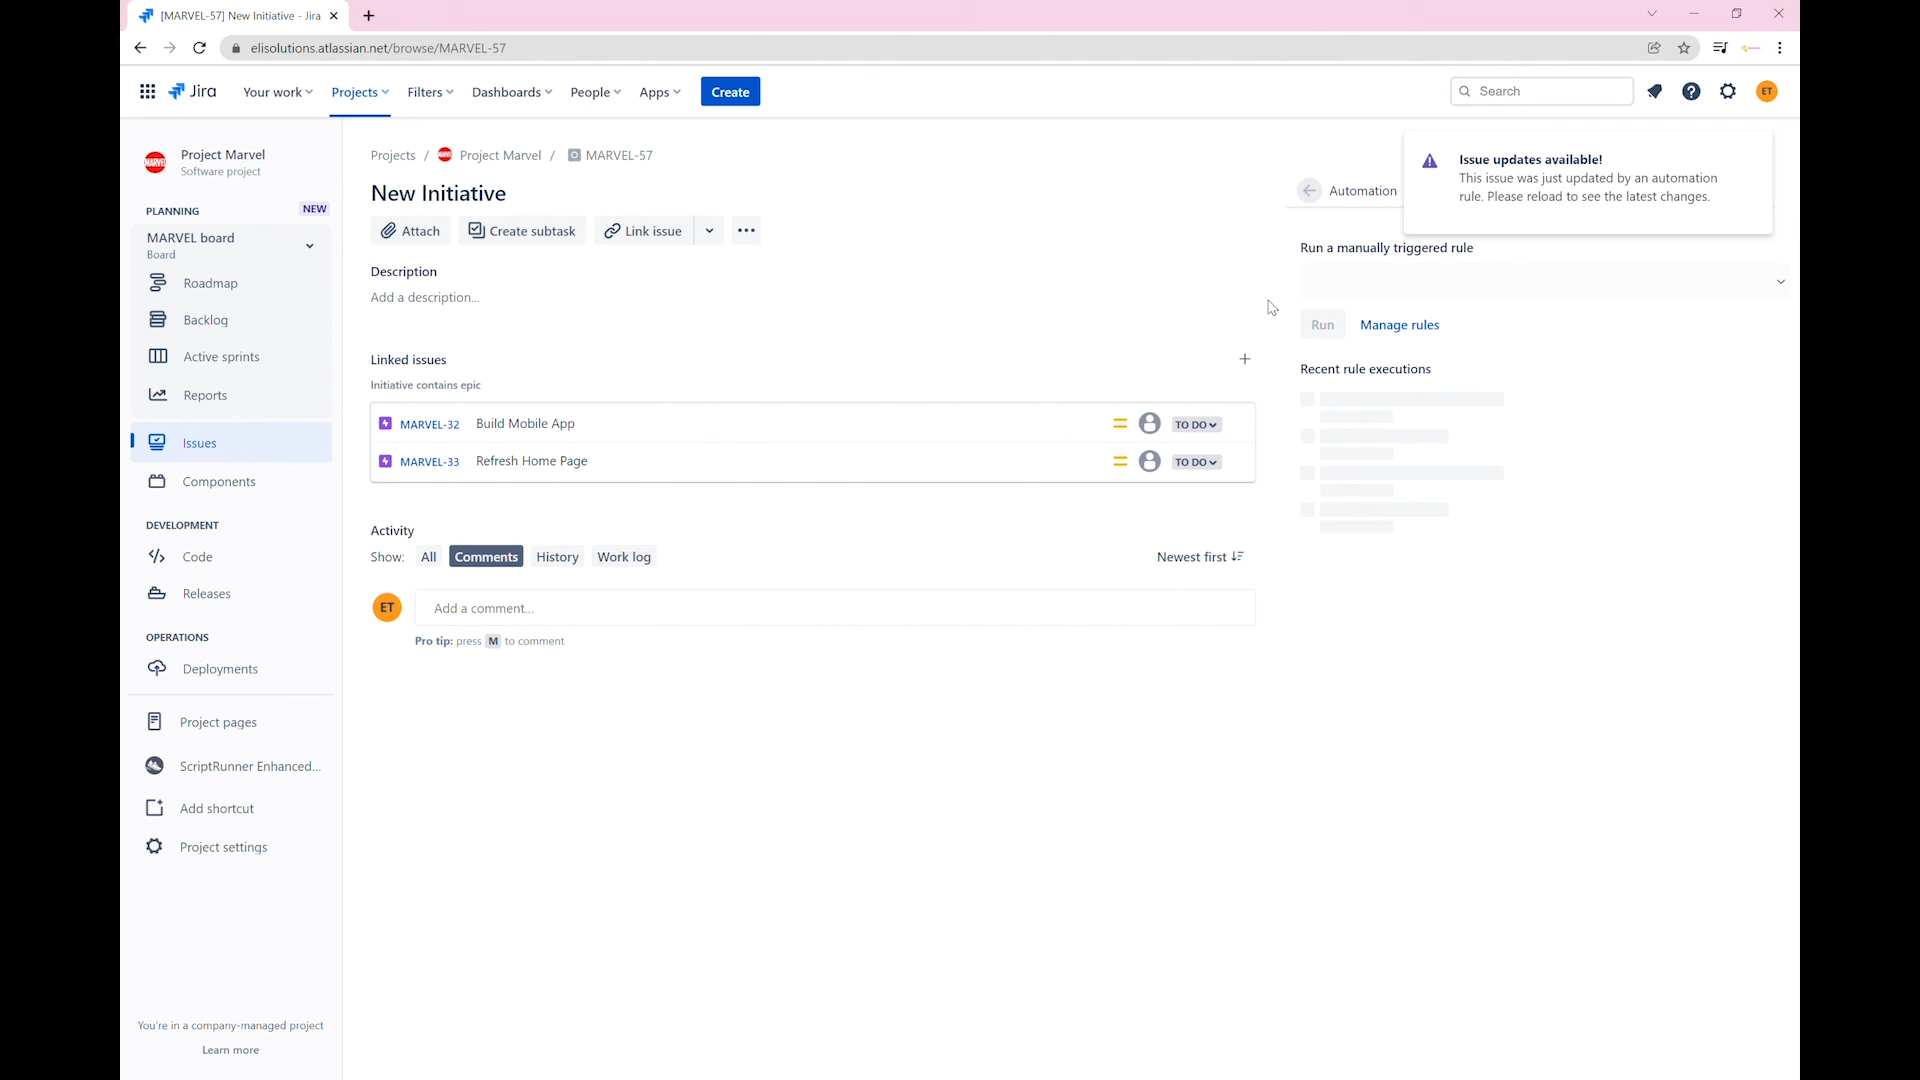 [MARVEL-57] New Initiative - Jira
elisolutions.atlassian.net/browse/MARVEL-57
Jira
Your work
Projects
Filters
Dashboards
People
Apps
Create
Search
ET
MARVEL
Project Marvel
Software project
PLANNING
NEW
MARVEL board
Board
Roadmap
Backlog
Active sprints
Reports
Issues
Components
DEVELOPMENT
Code
Releases
OPERATIONS
Deployments
Project pages
ScriptRunner Enhanced...
Add shortcut
Project settings
You're in a company-managed project
Learn more
Projects / Project Marvel / MARVEL-57
New Initiative
Attach
Create subtask
Link issue
Description
Add a description...
Linked issues
Initiative contains epic
MARVEL-32 Build Mobile App TO DO
MARVEL-33 Refresh Home Page TO DO
Activity
Show: All Comments History Work log
Newest first
ET
Add a comment...
Pro tip: press M to comment
Automation
Issue updates available!
This issue was just updated by an automation
rule. Please reload to see the latest changes.
Run a manually triggered rule
Run
Manage rules
Recent rule executions